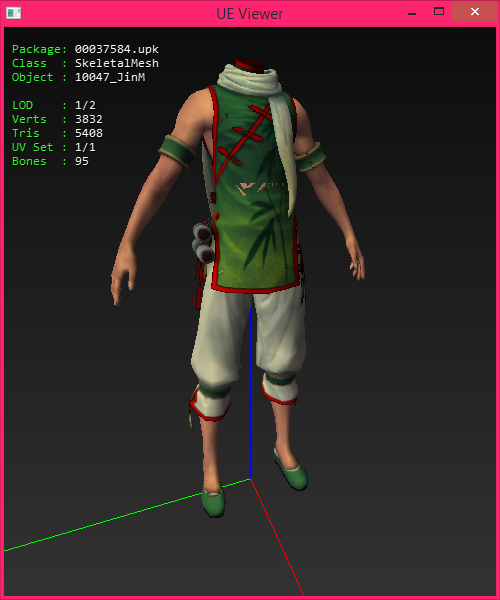 UE Viewer
Package: 00037584.upk
Class : SkeletalMesh
Object : 10047_JinM
LOD : 1/2
Verts : 3832
Tris : 5408
UV Set : 1/1
Bones : 95